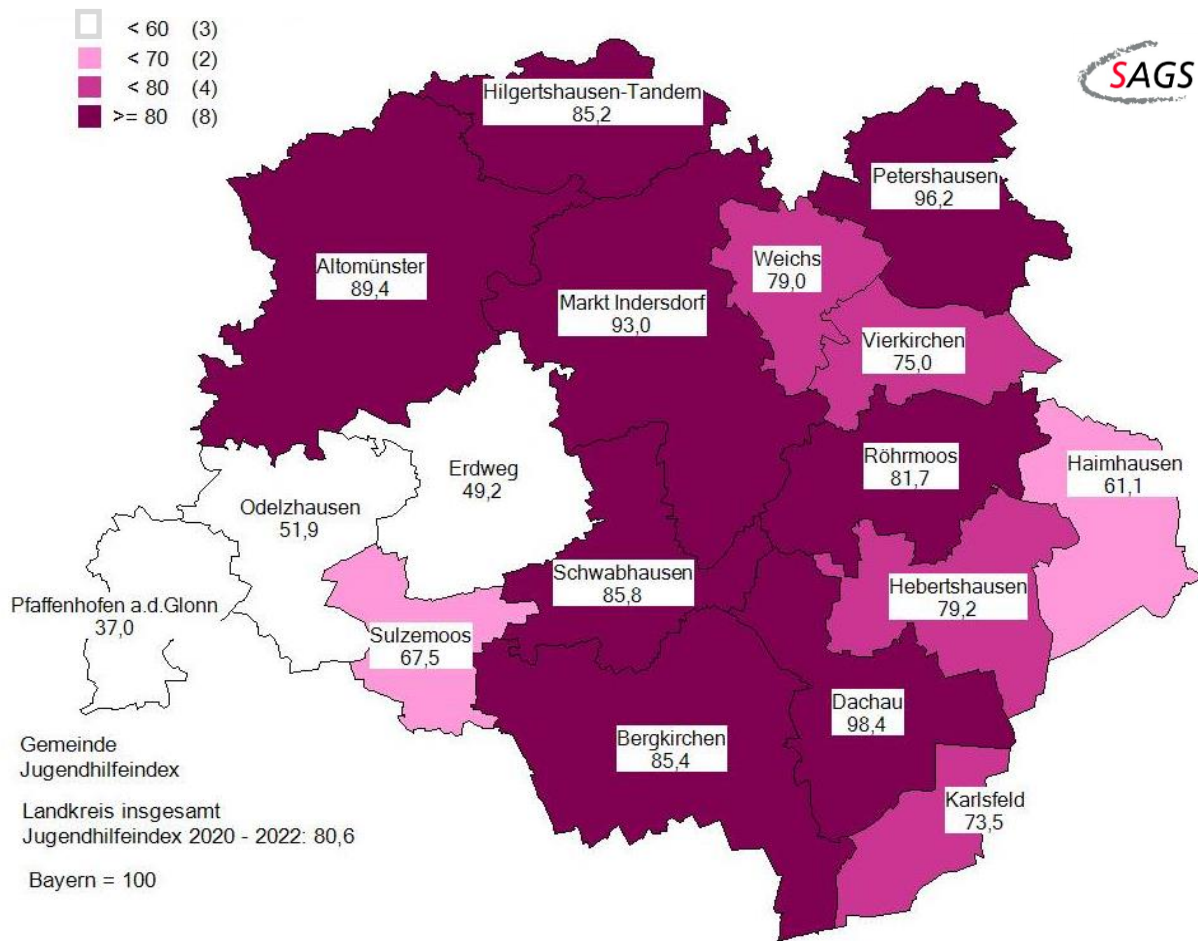 < 60 (3)
< 70 (2)
< 80 (4)
>= 80 (8)
SAGS
Hilgertshausen-Tandern
85,2
Petershausen
96,2
Altomünster
89,4
Weichs
79,0
Markt Indersdorf
93,0
Vierkirchen
75,0
Erdweg
49,2
Röhrmoos
81,7
Haimhausen
61,1
Odelzhausen
51,9
Schwabhausen
85,8
Hebertshausen
79,2
Pfaffenhofen a.d.Glonn
37,0
Sulzemoos
67,5
Dachau
98,4
Bergkirchen
85,4
Karlsfeld
73,5
Gemeinde
Jugendhilfeindex
Landkreis insgesamt
Jugendhilfeindex 2020 - 2022: 80,6
Bayern = 100